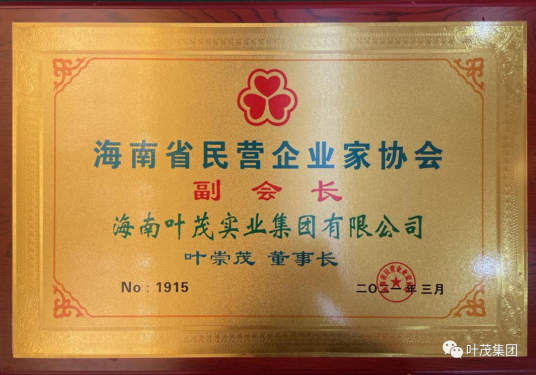 海南省民营企业家协会
副会长
海南叶茂实业集团有限公司
叶崇茂 董事长
No:1915
二〇二一年三月
叶茂集团